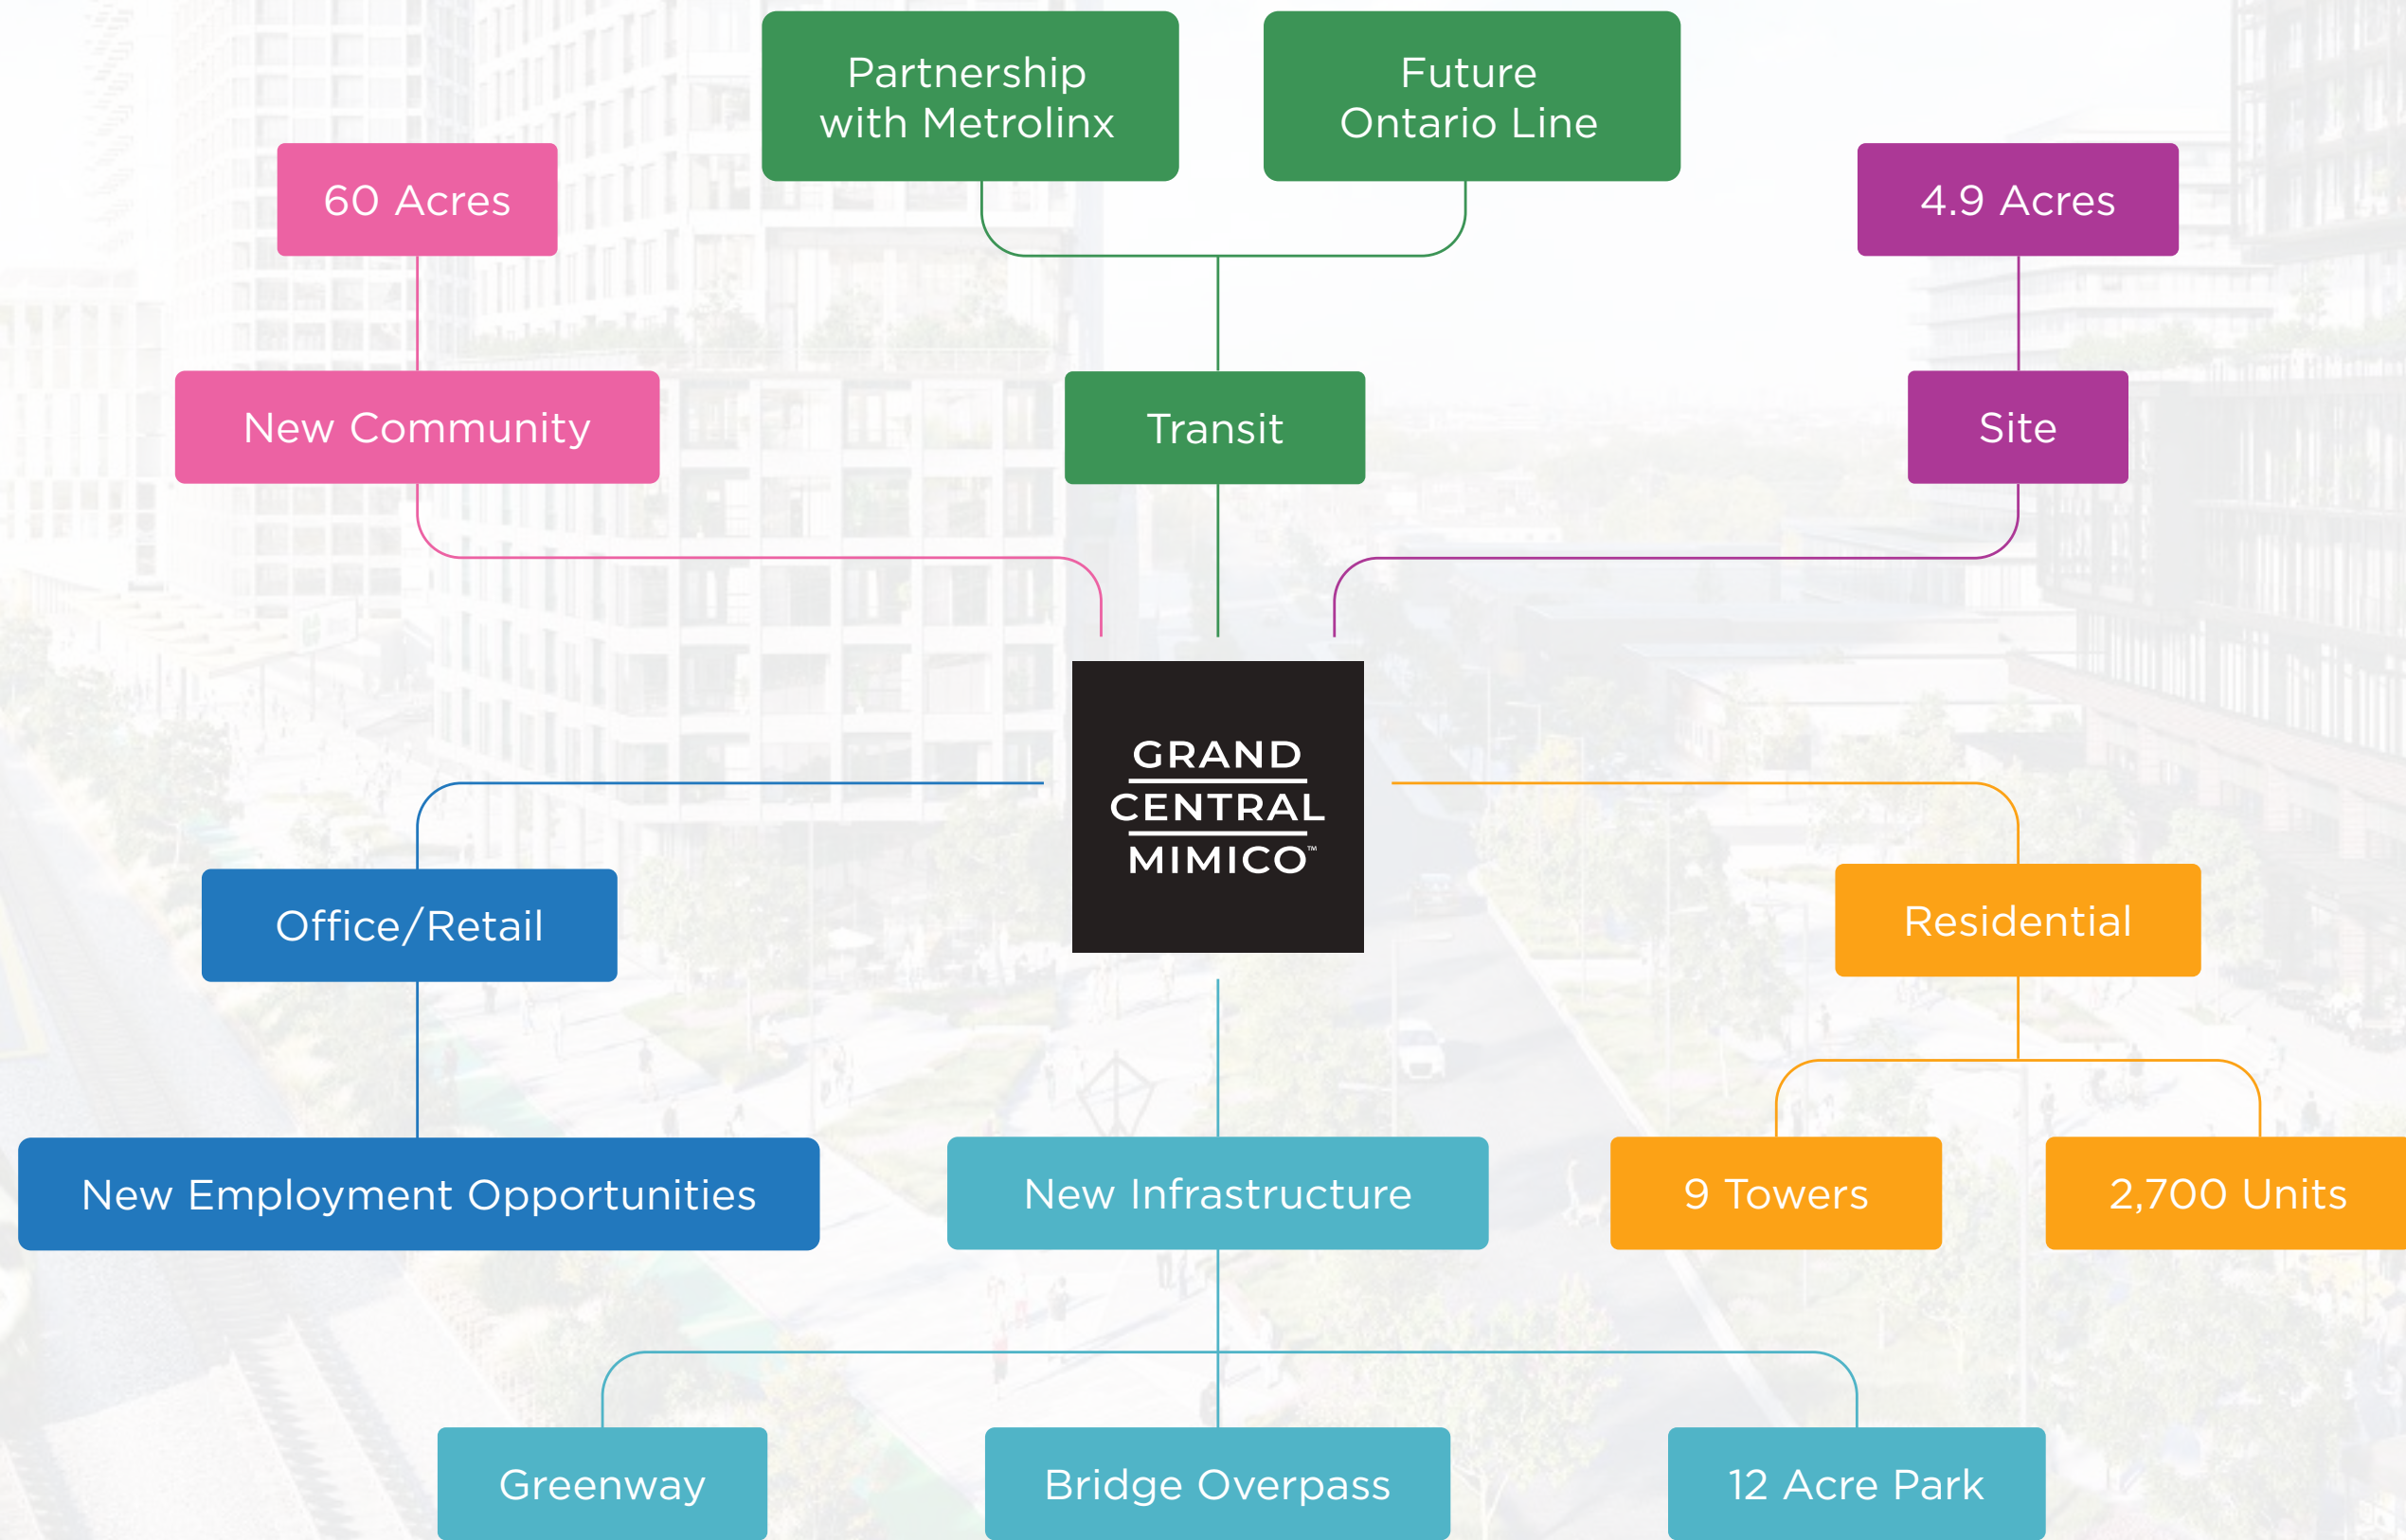 Partnership
with Metrolinx
Future
Ontario Line
60 Acres
4.9 Acres
New Community
Transit
Site
GRAND
CENTRAL
MIMICO™
Office/Retail
Residential
New Employment Opportunities
New Infrastructure
9 Towers
2,700 Units
Greenway
Bridge Overpass
12 Acre Park